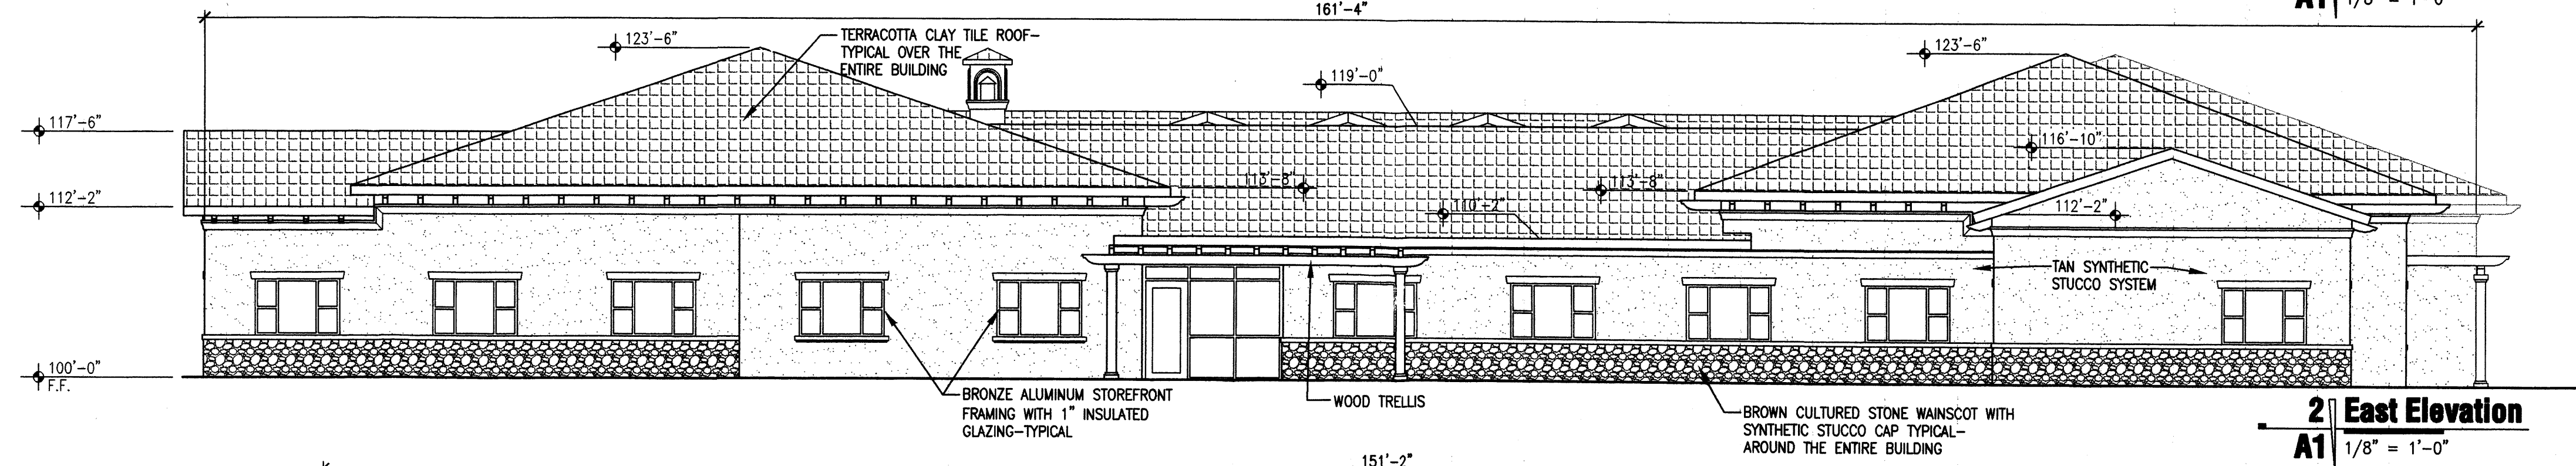 161'-4"
A1 1/8" = 1'-0"
123'-6"
TERRACOTTA CLAY TILE ROOF-
TYPICAL OVER THE
ENTIRE BUILDING
119'-0"
123'-6"
117'-6"
116'-10"
112'-2"
113'-8"
113'-8"
110'-2"
112'-2"
TAN SYNTHETIC
STUCCO SYSTEM
100'-0"
F.F.
BRONZE ALUMINUM STOREFRONT
FRAMING WITH 1" INSULATED
GLAZING-TYPICAL
WOOD TRELLIS
BROWN CULTURED STONE WAINSCOT WITH
SYNTHETIC STUCCO CAP TYPICAL-
AROUND THE ENTIRE BUILDING
2 East Elevation
A1 1/8" = 1'-0"
151'-2"